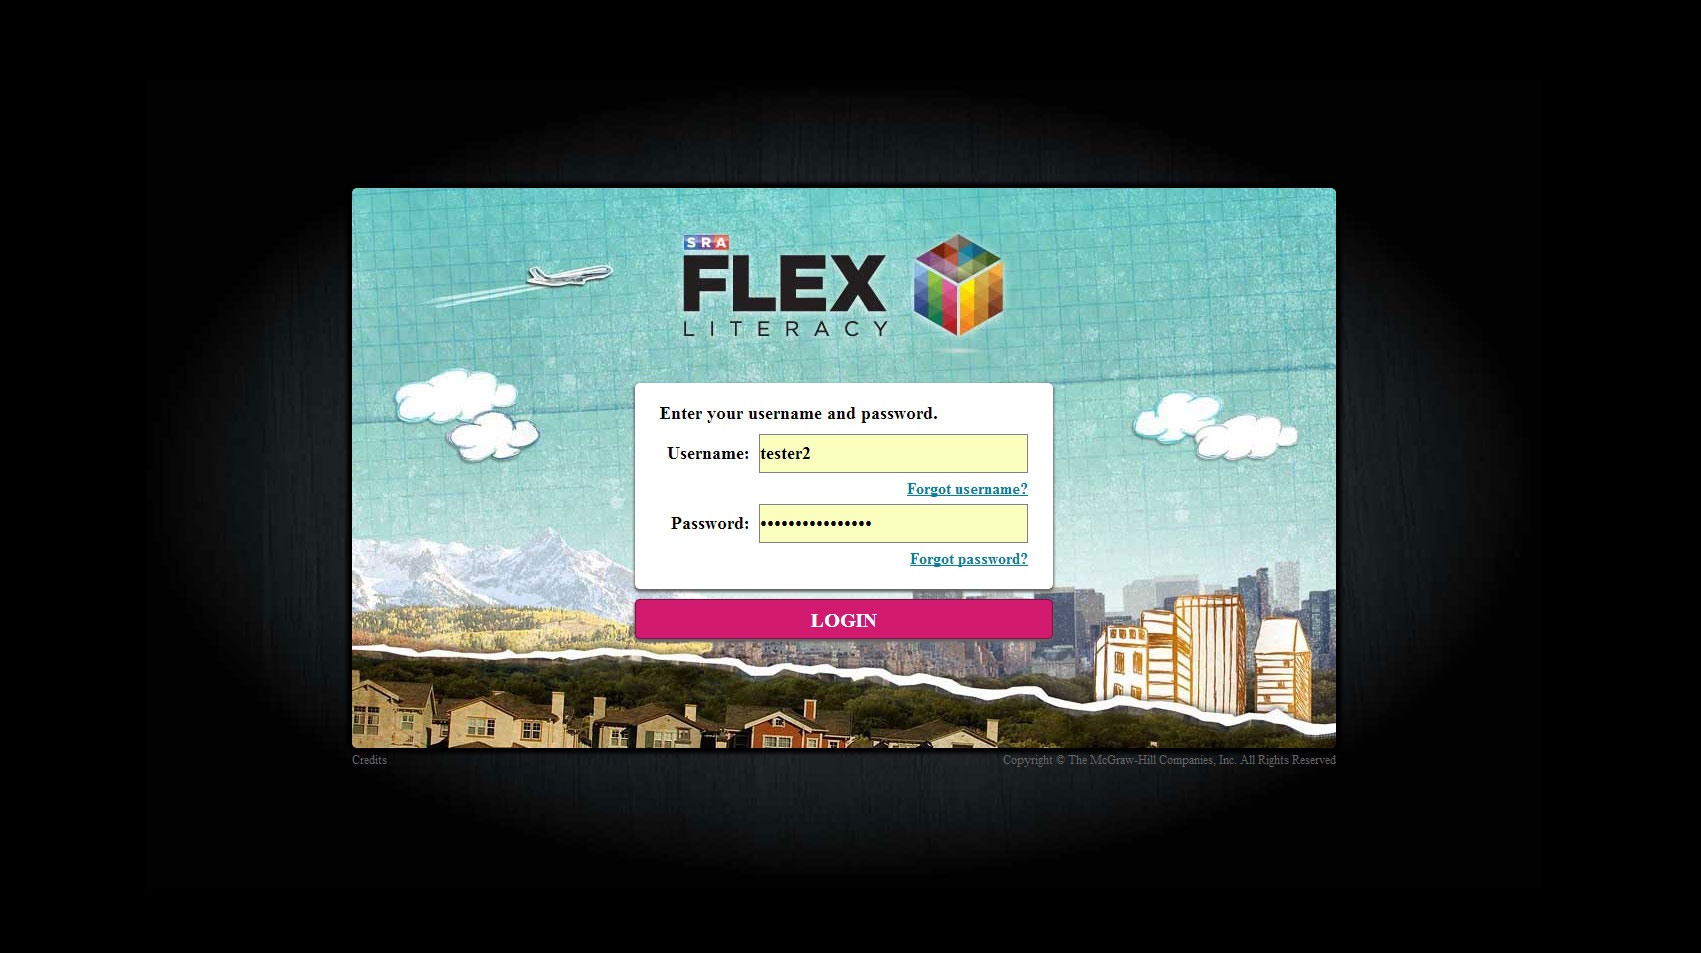 SRA
FLEX
LITERACY
Enter your username and password.
Username: tester2
Forgot username?
Password: ••••••••••••••••
Forgot password?
LOGIN
Credits
Copyright © The McGraw-Hill Companies, Inc. All Rights Reserved